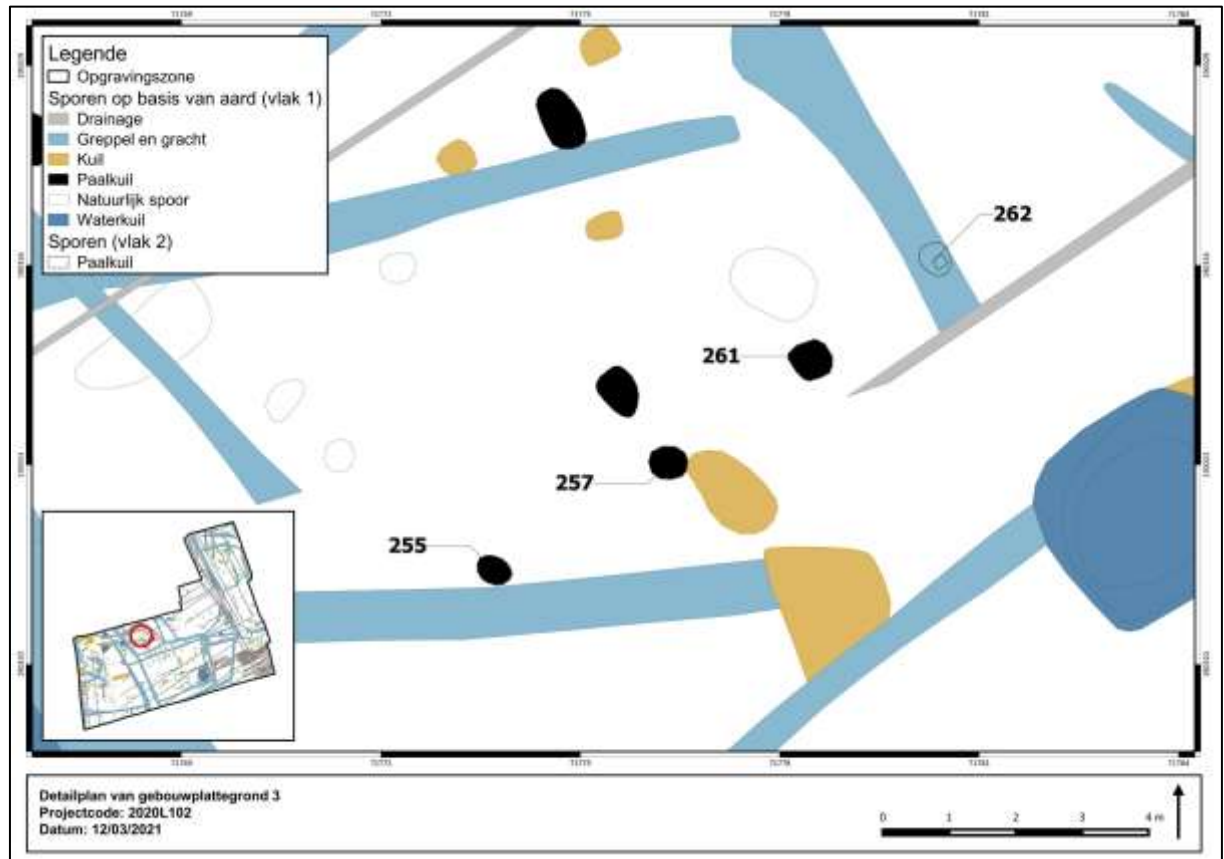 Legende
Opgravingszone
Sporen op basis van aard (vlak 1)
Drainage
Greppel en gracht
Kuil
Paalkuil
Natuurlijk spoor
Waterkuil
Sporen (vlak 2)
Paalkuil
262
261
257
255
Detailplan van gebouwplattegrond 3
Projectcode: 2020L102
Datum: 12/03/2021
0 1 2 3 4 m